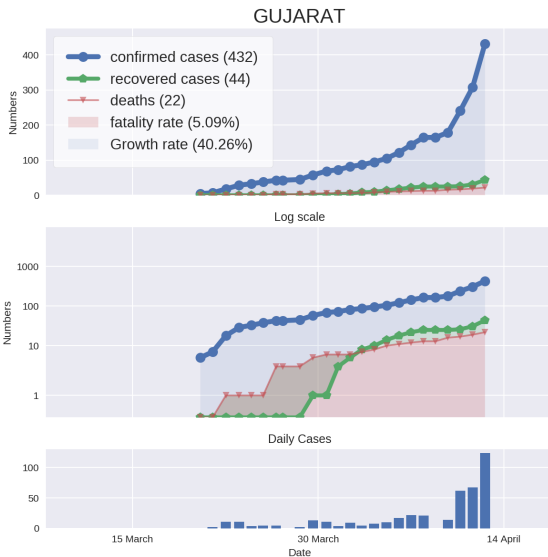 GUJARAT
400
300
200
100
0
Numbers
confirmed cases (432)
recovered cases (44)
deaths (22)
fatality rate (5.09%)
Growth rate (40.26%)
Log scale
1000
100
10
1
Numbers
Daily Cases
100
50
0
15 March
30 March
14 April
Date